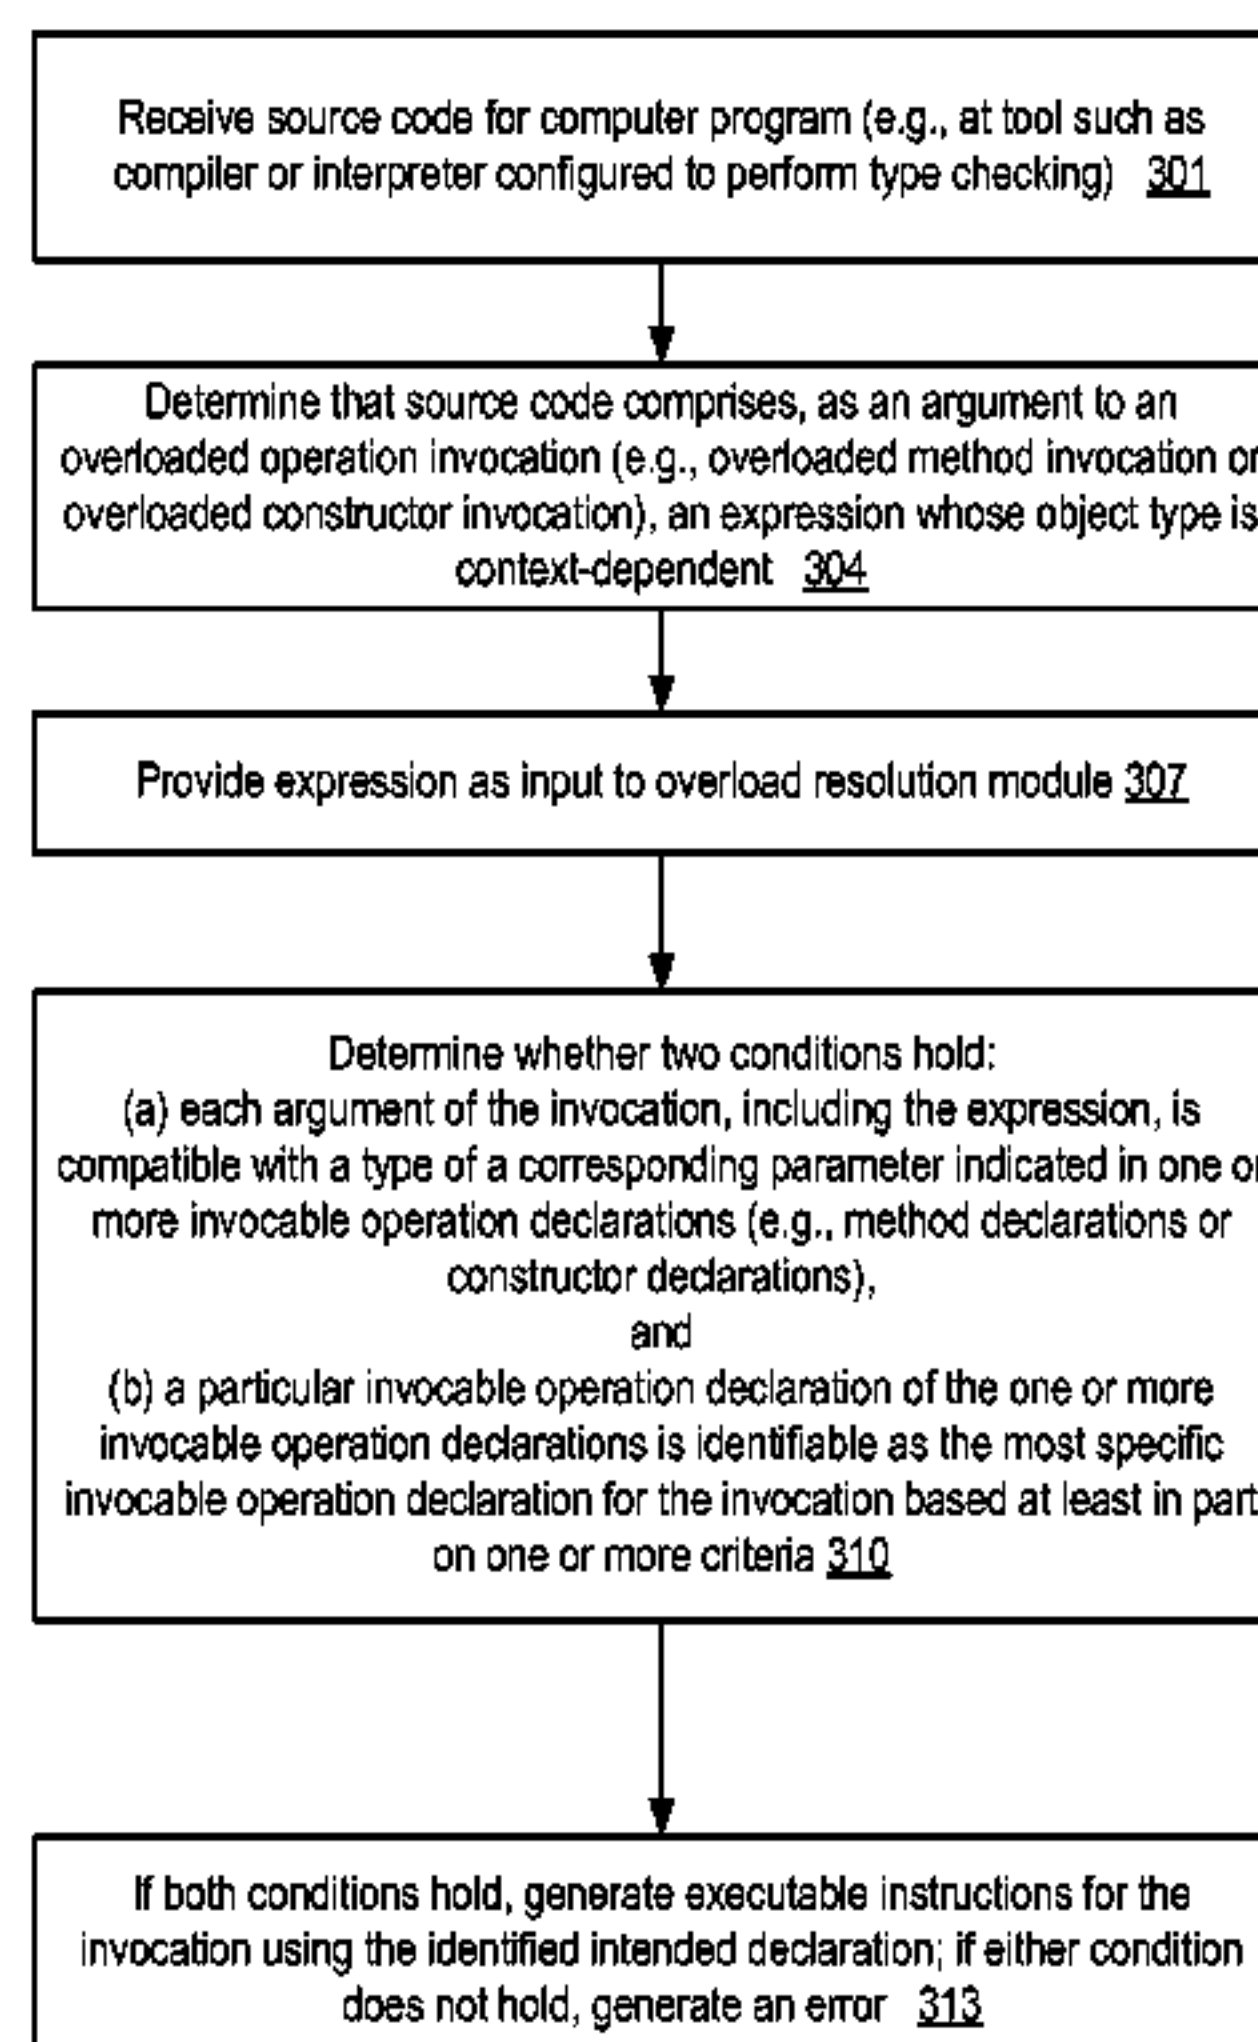 Receive source code for computer program (e.g., at tool such as
compiler or interpreter configured to perform type checking) 301
Determine that source code comprises, as an argument to an
overloaded operation invocation (e.g., overloaded method invocation or
overloaded constructor invocation), an expression whose object type is
context-dependent 304
Provide expression as input to overload resolution module 307
Determine whether two conditions hold:
(a) each argument of the invocation, including the expression, is
compatible with a type of a corresponding parameter indicated in one or
more invocable operation declarations (e.g., method declarations or
constructor declarations),
and
(b) a particular invocable operation declaration of the one or more
invocable operation declarations is identifiable as the most specific
invocable operation declaration for the invocation based at least in part
on one or more criteria 310
If both conditions hold, generate executable instructions for the
invocation using the identified intended declaration; if either condition
does not hold, generate an error 313